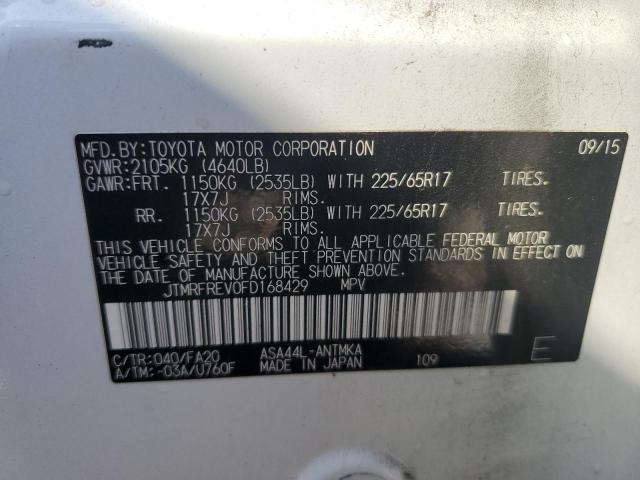 MFD.BY:TOYOTA MOTOR CORPORATION 09/15
GVWR:2105KG (4640LB)
GAWR:FRT. 1150KG (2535LB) WITH 225/65R17 TIRES.
17X7J RIMS.
RR. 1150KG (2535LB) WITH 225/65R17 TIRES.
17X7J RIMS.
THIS VEHICLE CONFORMS TO ALL APPLICABLE FEDERAL MOTOR
VEHICLE SAFETY AND THEFT PREVENTION STANDARDS IN EFFECT ON
THE DATE OF MANUFACTURE SHOWN ABOVE.
JTMRFREV0FD168429 MPV
C/TR:040/FA20 ASA44L-ANTMKA
A/TM:-03A/U760F MADE IN JAPAN 109 E